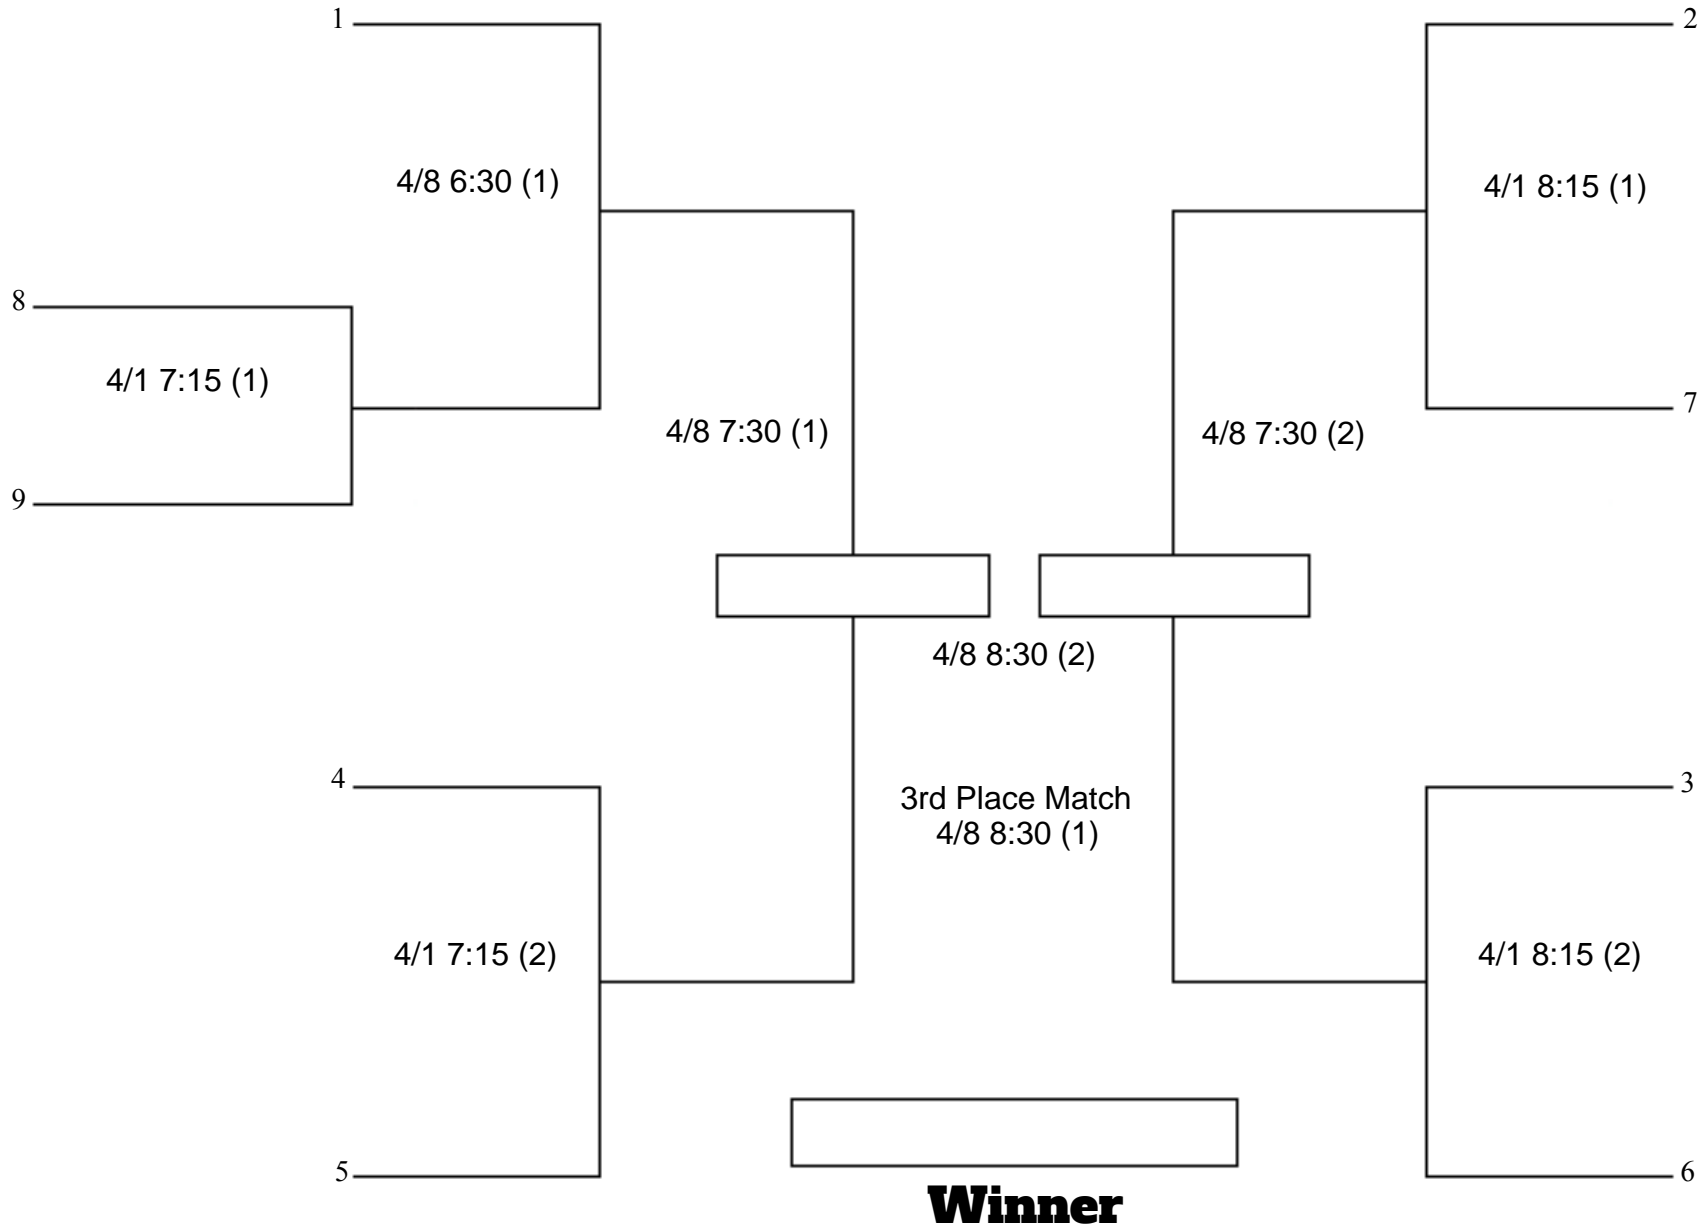 1
2
4/8 6:30 (1)
4/1 8:15 (1)
8
4/1 7:15 (1)
7
4/8 7:30 (1)
4/8 7:30 (2)
9
4/8 8:30 (2)
4
3
3rd Place Match
4/8 8:30 (1)
4/1 7:15 (2)
4/1 8:15 (2)
5
6
Winner